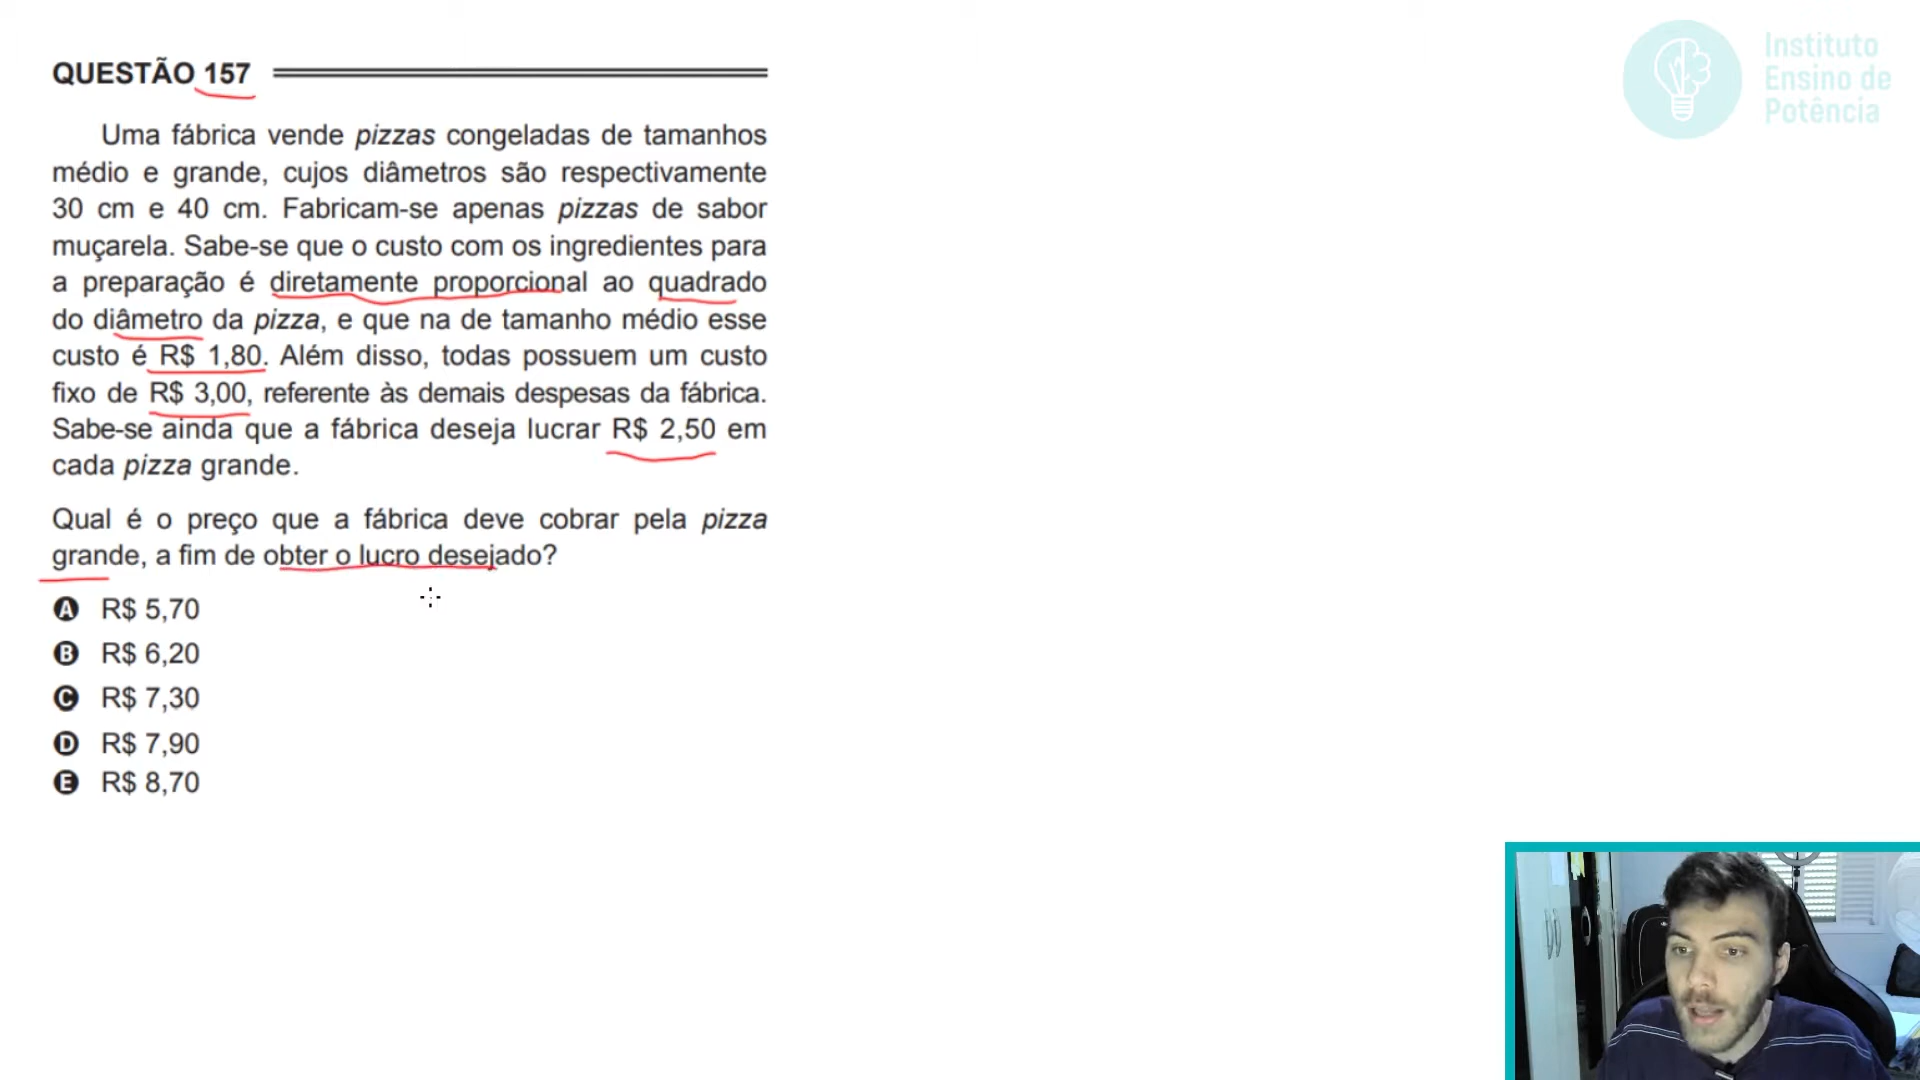 QUESTÃO 157
Instituto
Ensino de
Potência
Uma fábrica vende pizzas congeladas de tamanhos
médio e grande, cujos diâmetros são respectivamente
30 cm e 40 cm. Fabricam-se apenas pizzas de sabor
muçarela. Sabe-se que o custo com os ingredientes para
a preparação é diretamente proporcional ao quadrado
do diâmetro da pizza, e que na de tamanho médio esse
custo é R$ 1,80. Além disso, todas possuem um custo
fixo de R$ 3,00, referente às demais despesas da fábrica.
Sabe-se ainda que a fábrica deseja lucrar R$ 2,50 em
cada pizza grande.
Qual é o preço que a fábrica deve cobrar pela pizza
grande, a fim de obter o lucro desejado?
A R$ 5,70
B R$ 6,20
C R$ 7,30
D R$ 7,90
E R$ 8,70